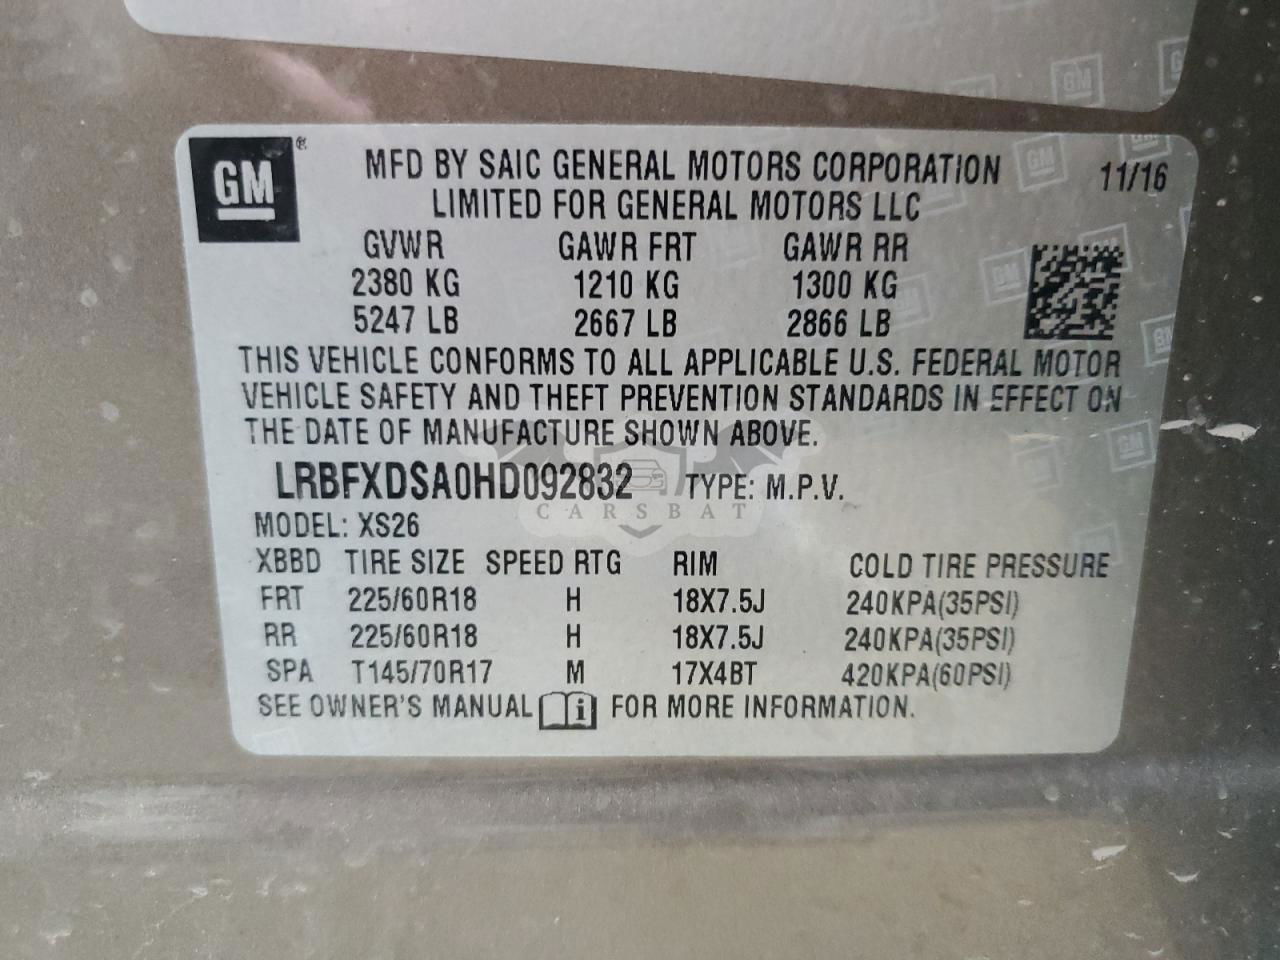 GM ®
MFD BY SAIC GENERAL MOTORS CORPORATION 11/16
LIMITED FOR GENERAL MOTORS LLC
GVWR GAWR FRT GAWR RR
2380 KG 1210 KG 1300 KG
5247 LB 2667 LB 2866 LB
THIS VEHICLE CONFORMS TO ALL APPLICABLE U.S. FEDERAL MOTOR
VEHICLE SAFETY AND THEFT PREVENTION STANDARDS IN EFFECT ON
THE DATE OF MANUFACTURE SHOWN ABOVE.
LRBFXDSA0HD092832 TYPE: M.P.V.
CARSBAT
MODEL: XS26
XBBD TIRE SIZE SPEED RTG RIM COLD TIRE PRESSURE
FRT 225/60R18 H 18X7.5J 240KPA(35PSI)
RR 225/60R18 H 18X7.5J 240KPA(35PSI)
SPA T145/70R17 M 17X4BT 420KPA(60PSI)
SEE OWNER'S MANUAL i FOR MORE INFORMATION.